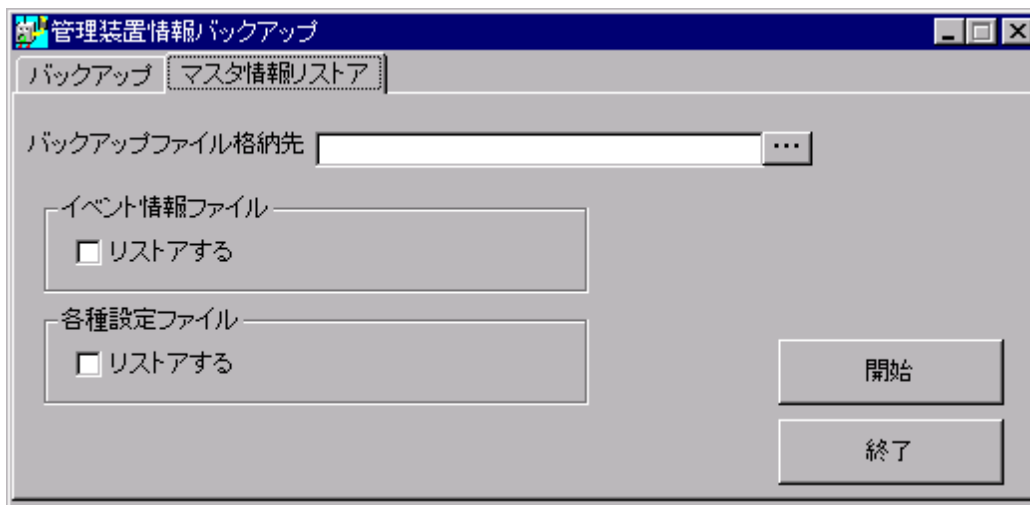 管理装置情報バックアップ
バックアップ マスタ情報リストア
バックアップファイル格納先 ...
イベント情報ファイル
リストアする
各種設定ファイル
リストアする
開始
終了